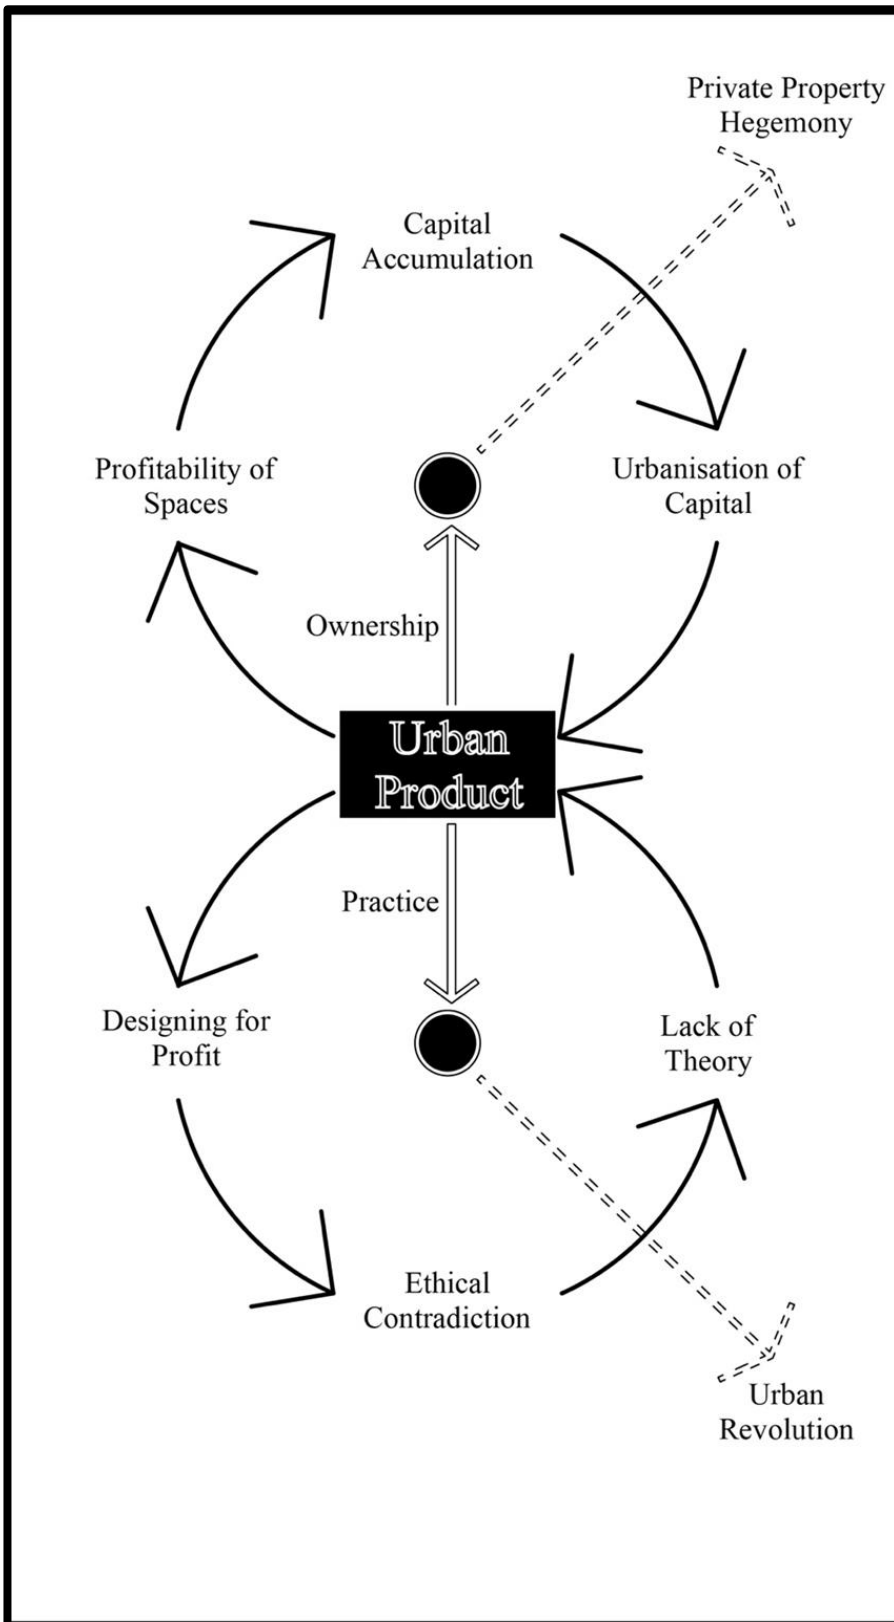 Private Property
Hegemony
Capital
Accumulation
Profitability of
Spaces
Urbanisation of
Capital
Ownership
Urban
Product
Practice
Designing for
Profit
Lack of
Theory
Ethical
Contradiction
Urban
Revolution